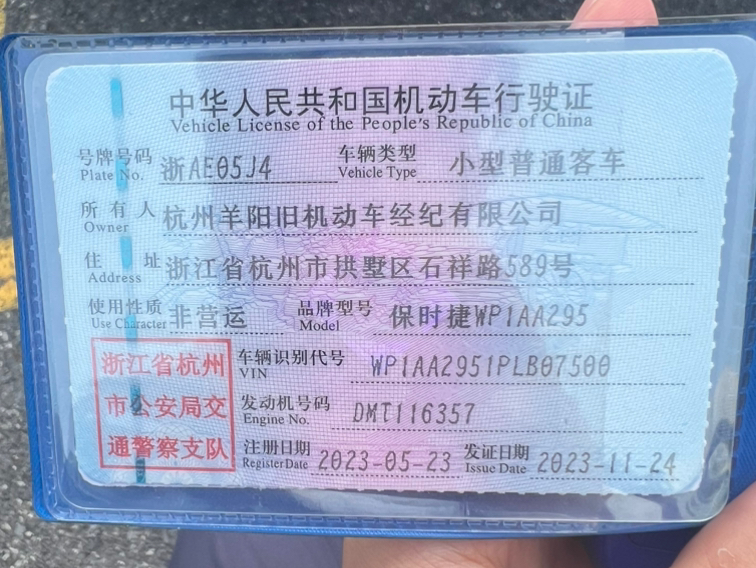 中华人民共和国机动车行驶证
Vehicle License of the People's Republic of China
号牌号码 Plate No. 浙AE05J4 车辆类型 Vehicle Type 小型普通客车
所有人 Owner 杭州羊阳旧机动车经纪有限公司
住址 Address 浙江省杭州市拱墅区石祥路589号
使用性质 Use Character 非营运 品牌型号 Model 保时捷WP1AA295
浙江省杭州
市公安局交
通警察支队
车辆识别代号 VIN WP1AA2951PLB07500
发动机号码 Engine No. DMT116357
注册日期 Register Date 2023-05-23 发证日期 Issue Date 2023-11-24